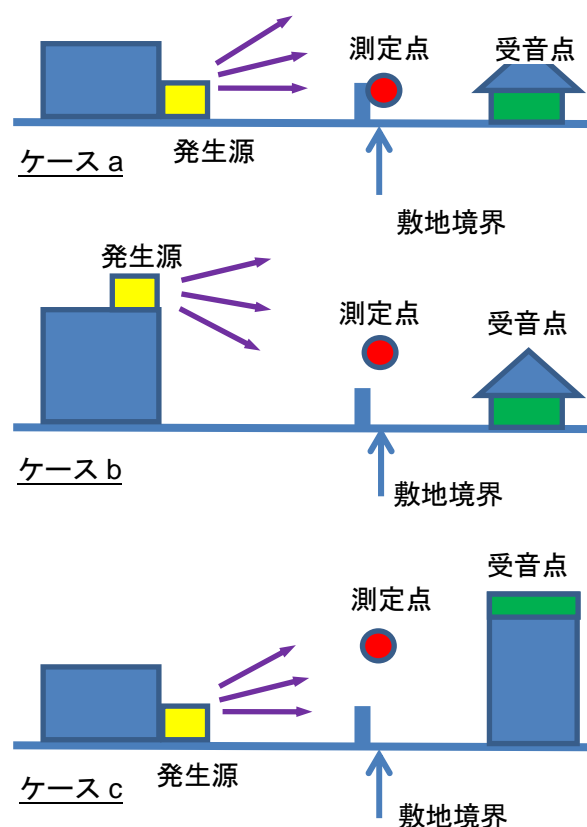 測定点
受音点
発生源
ケース a
敷地境界
発生源
測定点
受音点
ケース b
敷地境界
受音点
測定点
発生源
ケース c
敷地境界